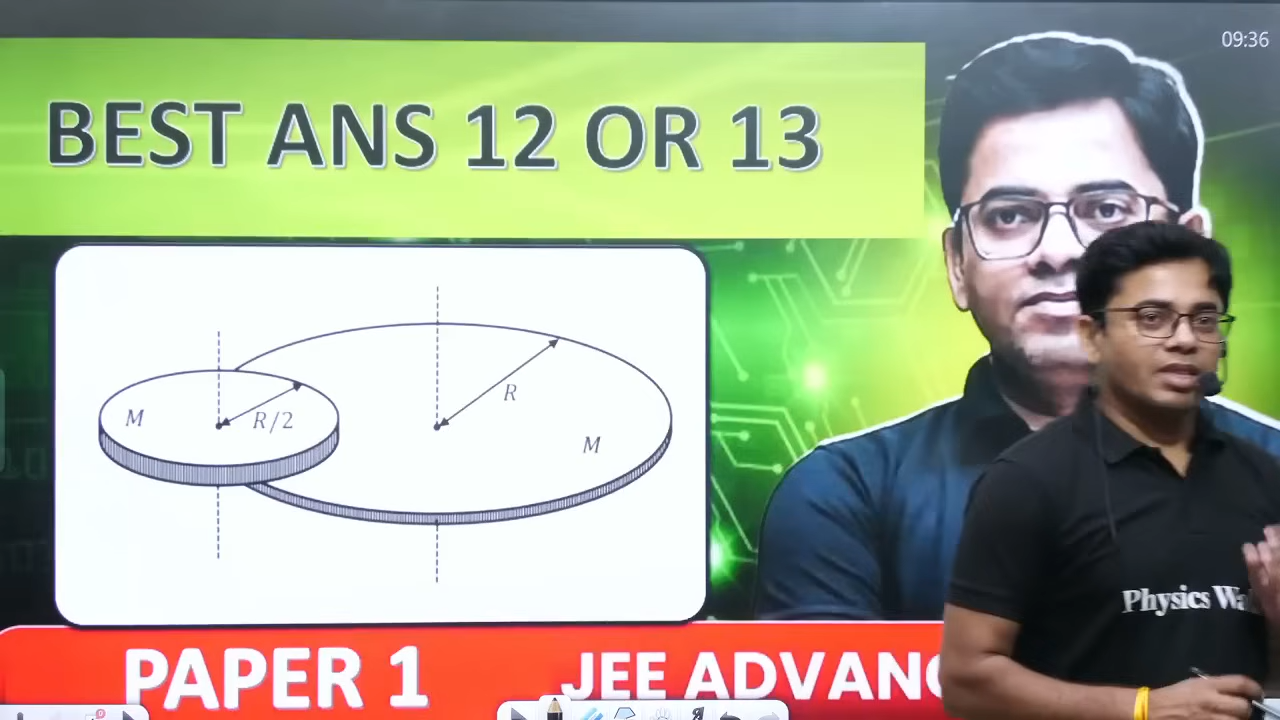 09:36
BEST ANS 12 OR 13
R
M
R/2
M
Physics Wa
PAPER 1
JEE ADVANC